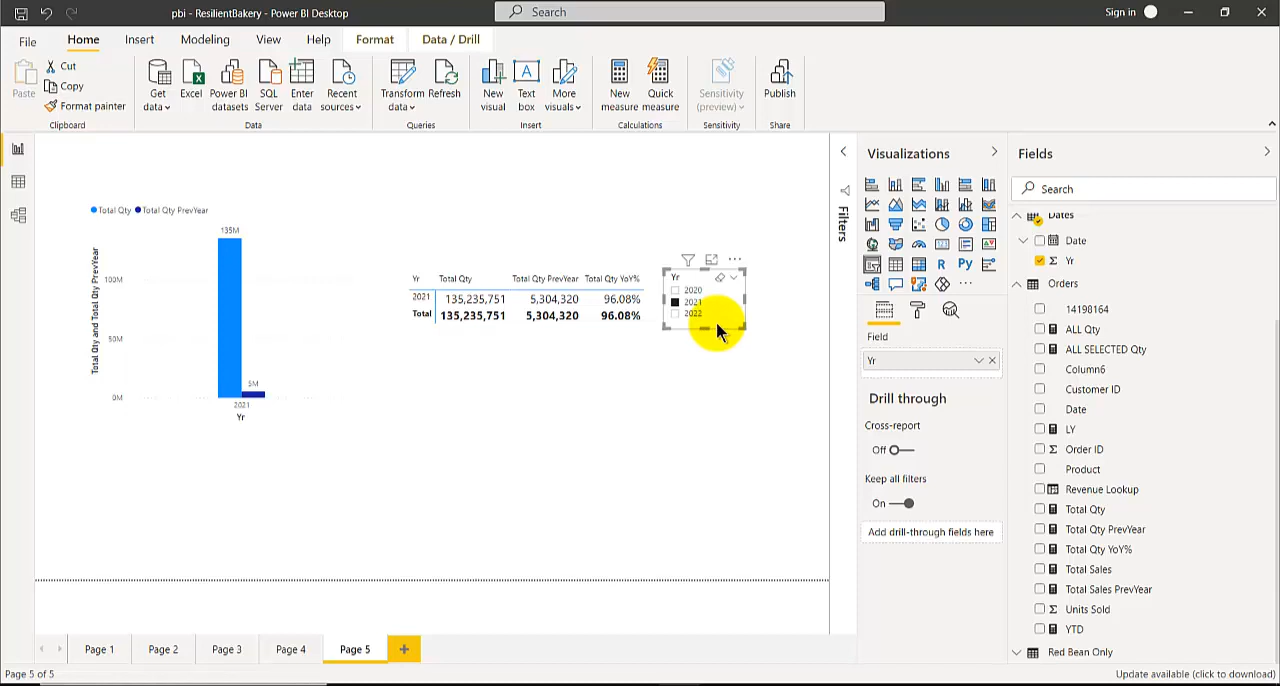 pbi - ResilientBakery - Power BI Desktop
Search
Sign in
File Home Insert Modeling View Help Format Data / Drill
Paste
Cut
Copy
Format painter
Clipboard
Get data
Excel
Power BI datasets
SQL Server
Enter data
Recent sources
Data
Transform data
Refresh
Queries
New visual
Text box
More visuals
Insert
New measure
Quick measure
Calculations
Sensitivity (preview)
Sensitivity
Publish
Share
Total Qty Total Qty PrevYear
135M
100M
50M
0M
5M
2021
Yr
Total Qty and Total Qty PrevYear
Yr Total Qty Total Qty PrevYear Total Qty YoY%
2021 135,235,751 5,304,320 96.08%
Total 135,235,751 5,304,320 96.08%
Yr
2020
2021
2022
Filters
Visualizations
R Py
Field
Yr
Drill through
Cross-report
Off
Keep all filters
On
Add drill-through fields here
Fields
Search
Dates
Date
Yr
Orders
14198164
ALL Qty
ALL SELECTED Qty
Column6
Customer ID
Date
LY
Order ID
Product
Revenue Lookup
Total Qty
Total Qty PrevYear
Total Qty YoY%
Total Sales
Total Sales PrevYear
Units Sold
YTD
Red Bean Only
Page 1 Page 2 Page 3 Page 4 Page 5
Page 5 of 5
Update available (click to download)